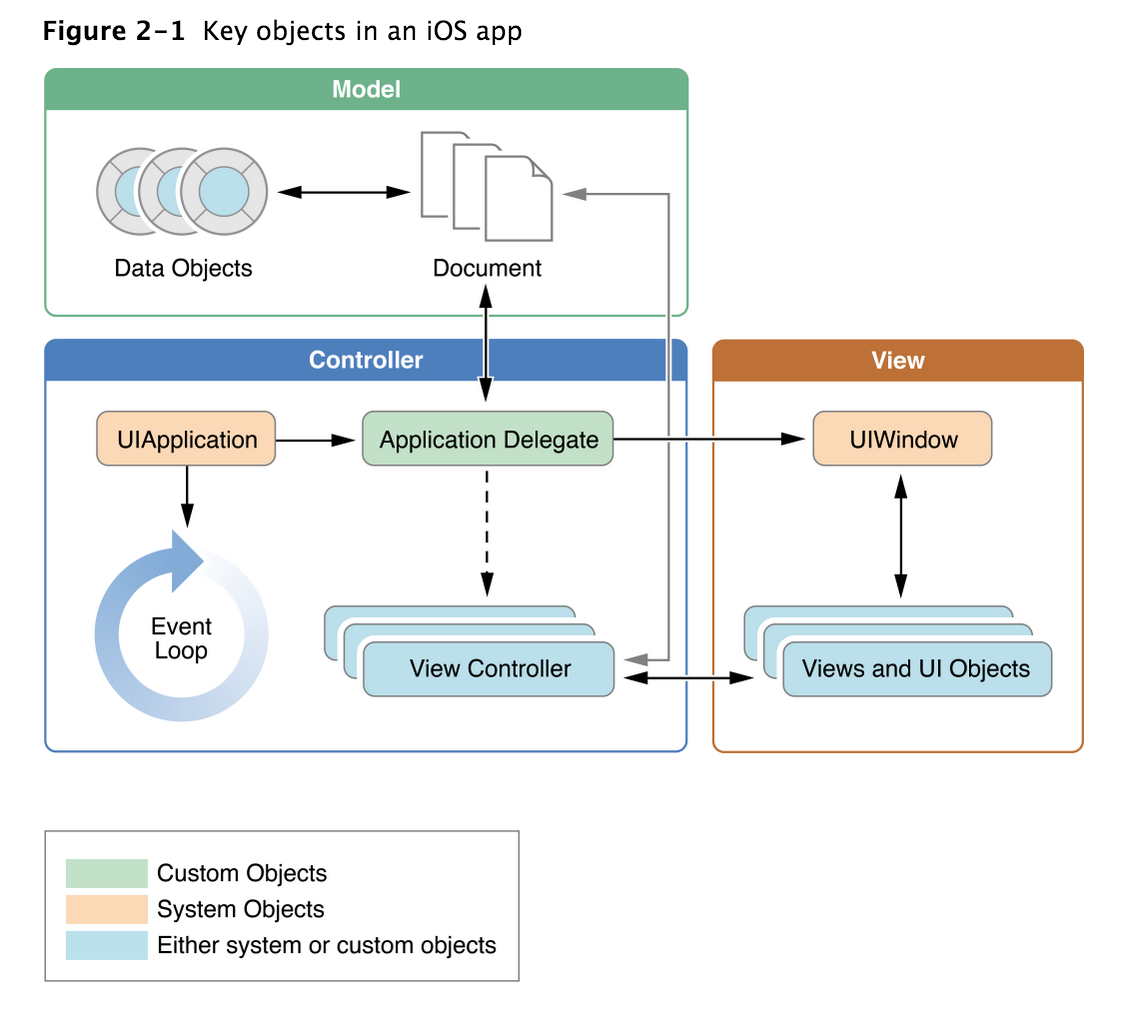 Figure 2-1 Key objects in an iOS app
Model
Data Objects
Document
Controller
View
UIApplication
Application Delegate
UIWindow
Event
Loop
View Controller
Views and UI Objects
Custom Objects
System Objects
Either system or custom objects